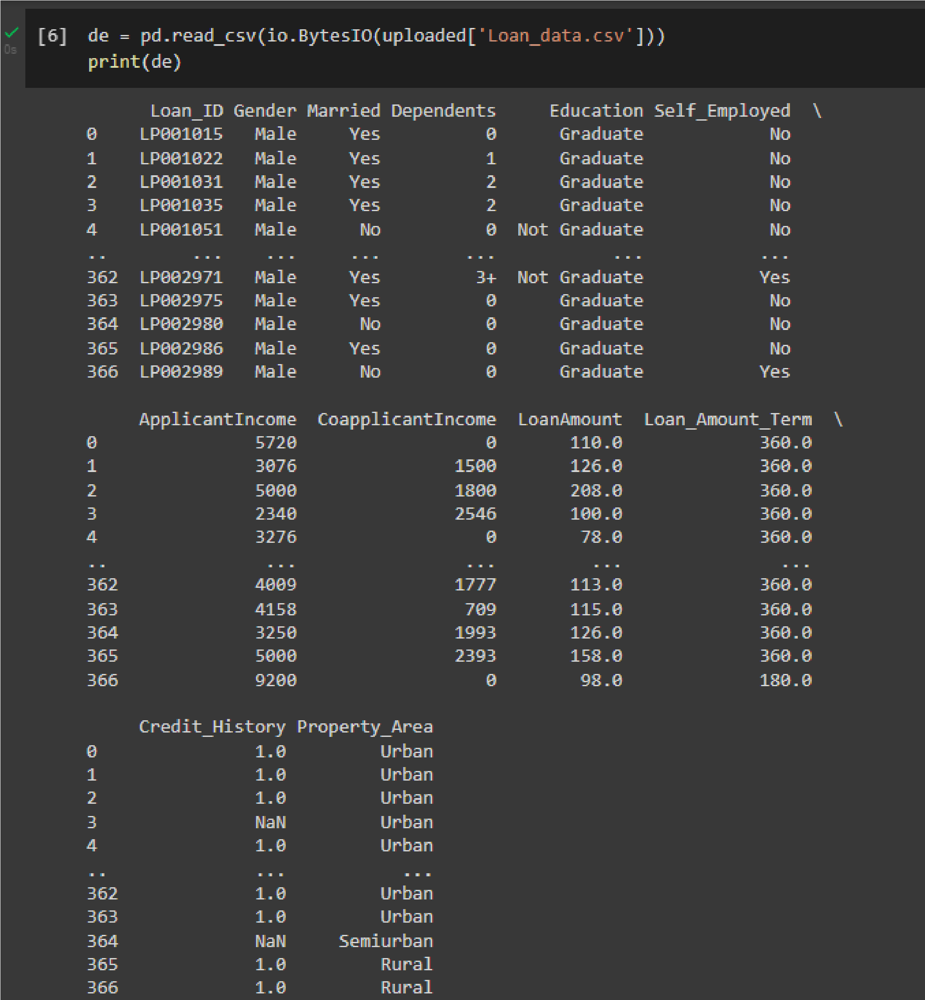 [6] de = pd.read_csv(io.BytesIO(uploaded['Loan_data.csv']))
0s
print(de)
Loan_ID Gender Married Dependents Education Self_Employed \
0 LP001015 Male Yes 0 Graduate No
1 LP001022 Male Yes 1 Graduate No
2 LP001031 Male Yes 2 Graduate No
3 LP001035 Male Yes 2 Graduate No
4 LP001051 Male No 0 Not Graduate No
.. ... ... ... ... ... ...
362 LP002971 Male Yes 3+ Not Graduate Yes
363 LP002975 Male Yes 0 Graduate No
364 LP002980 Male No 0 Graduate No
365 LP002986 Male Yes 0 Graduate No
366 LP002989 Male No 0 Graduate Yes
ApplicantIncome CoapplicantIncome LoanAmount Loan_Amount_Term \
0 5720 0 110.0 360.0
1 3076 1500 126.0 360.0
2 5000 1800 208.0 360.0
3 2340 2546 100.0 360.0
4 3276 0 78.0 360.0
.. ... ... ... ...
362 4009 1777 113.0 360.0
363 4158 709 115.0 360.0
364 3250 1993 126.0 360.0
365 5000 2393 158.0 360.0
366 9200 0 98.0 180.0
Credit_History Property_Area
0 1.0 Urban
1 1.0 Urban
2 1.0 Urban
3 NaN Urban
4 1.0 Urban
.. ... ...
362 1.0 Urban
363 1.0 Urban
364 NaN Semiurban
365 1.0 Rural
366 1.0 Rural